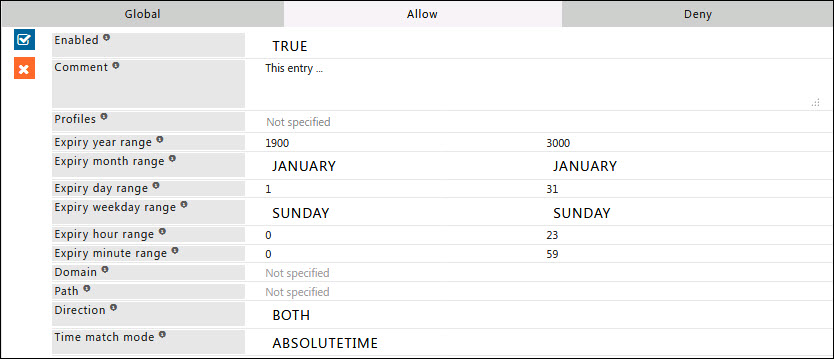 Global Allow Deny
Enabled TRUE
Comment This entry ...
Profiles Not specified
Expiry year range 1900 3000
Expiry month range JANUARY JANUARY
Expiry day range 1 31
Expiry weekday range SUNDAY SUNDAY
Expiry hour range 0 23
Expiry minute range 0 59
Domain Not specified
Path Not specified
Direction BOTH
Time match mode ABSOLUTETIME